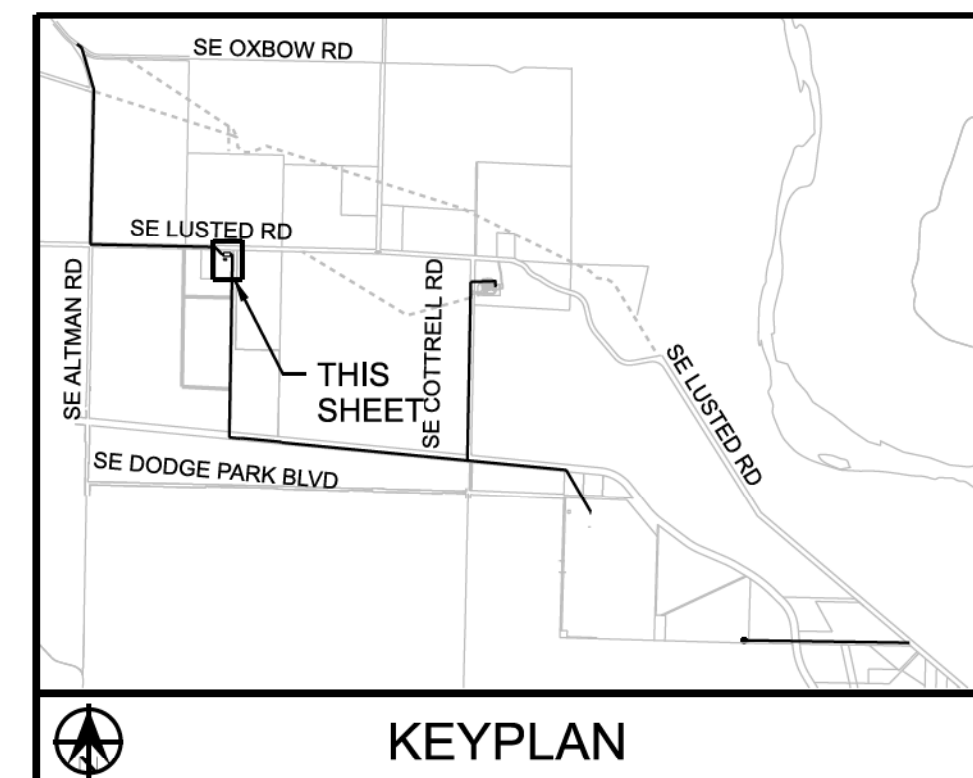 SE OXBOW RD
SE LUSTED RD
SE ALTMAN RD
SE COTTRELL RD
THIS
SHEET
SE LUSTED RD
SE DODGE PARK BLVD
KEYPLAN